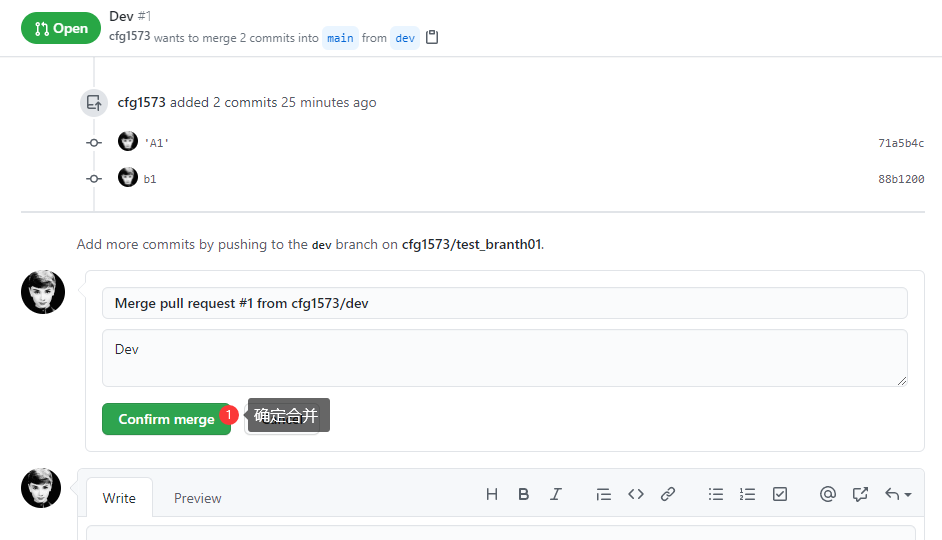 Open
Dev #1
cfg1573 wants to merge 2 commits into main from dev
cfg1573 added 2 commits 25 minutes ago
'A1' 71a5b4c
b1 88b1200
Add more commits by pushing to the dev branch on cfg1573/test_branth01.
Merge pull request #1 from cfg1573/dev
Dev
Confirm merge 1 确定合并
Write Preview H B I <> @